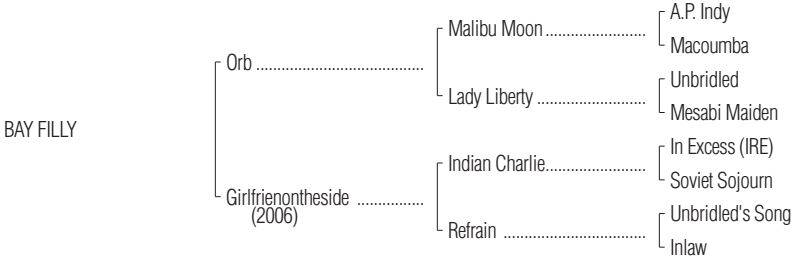 A.P. Indy
Malibu Moon ........................
Macoumba
Orb ........................................
Unbridled
Lady Liberty ..........................
Mesabi Maiden
BAY FILLY
In Excess (IRE)
Indian Charlie........................
Soviet Sojourn
Girlfrienontheside ................
(2006)
Unbridled's Song
Refrain ..................................
Inlaw